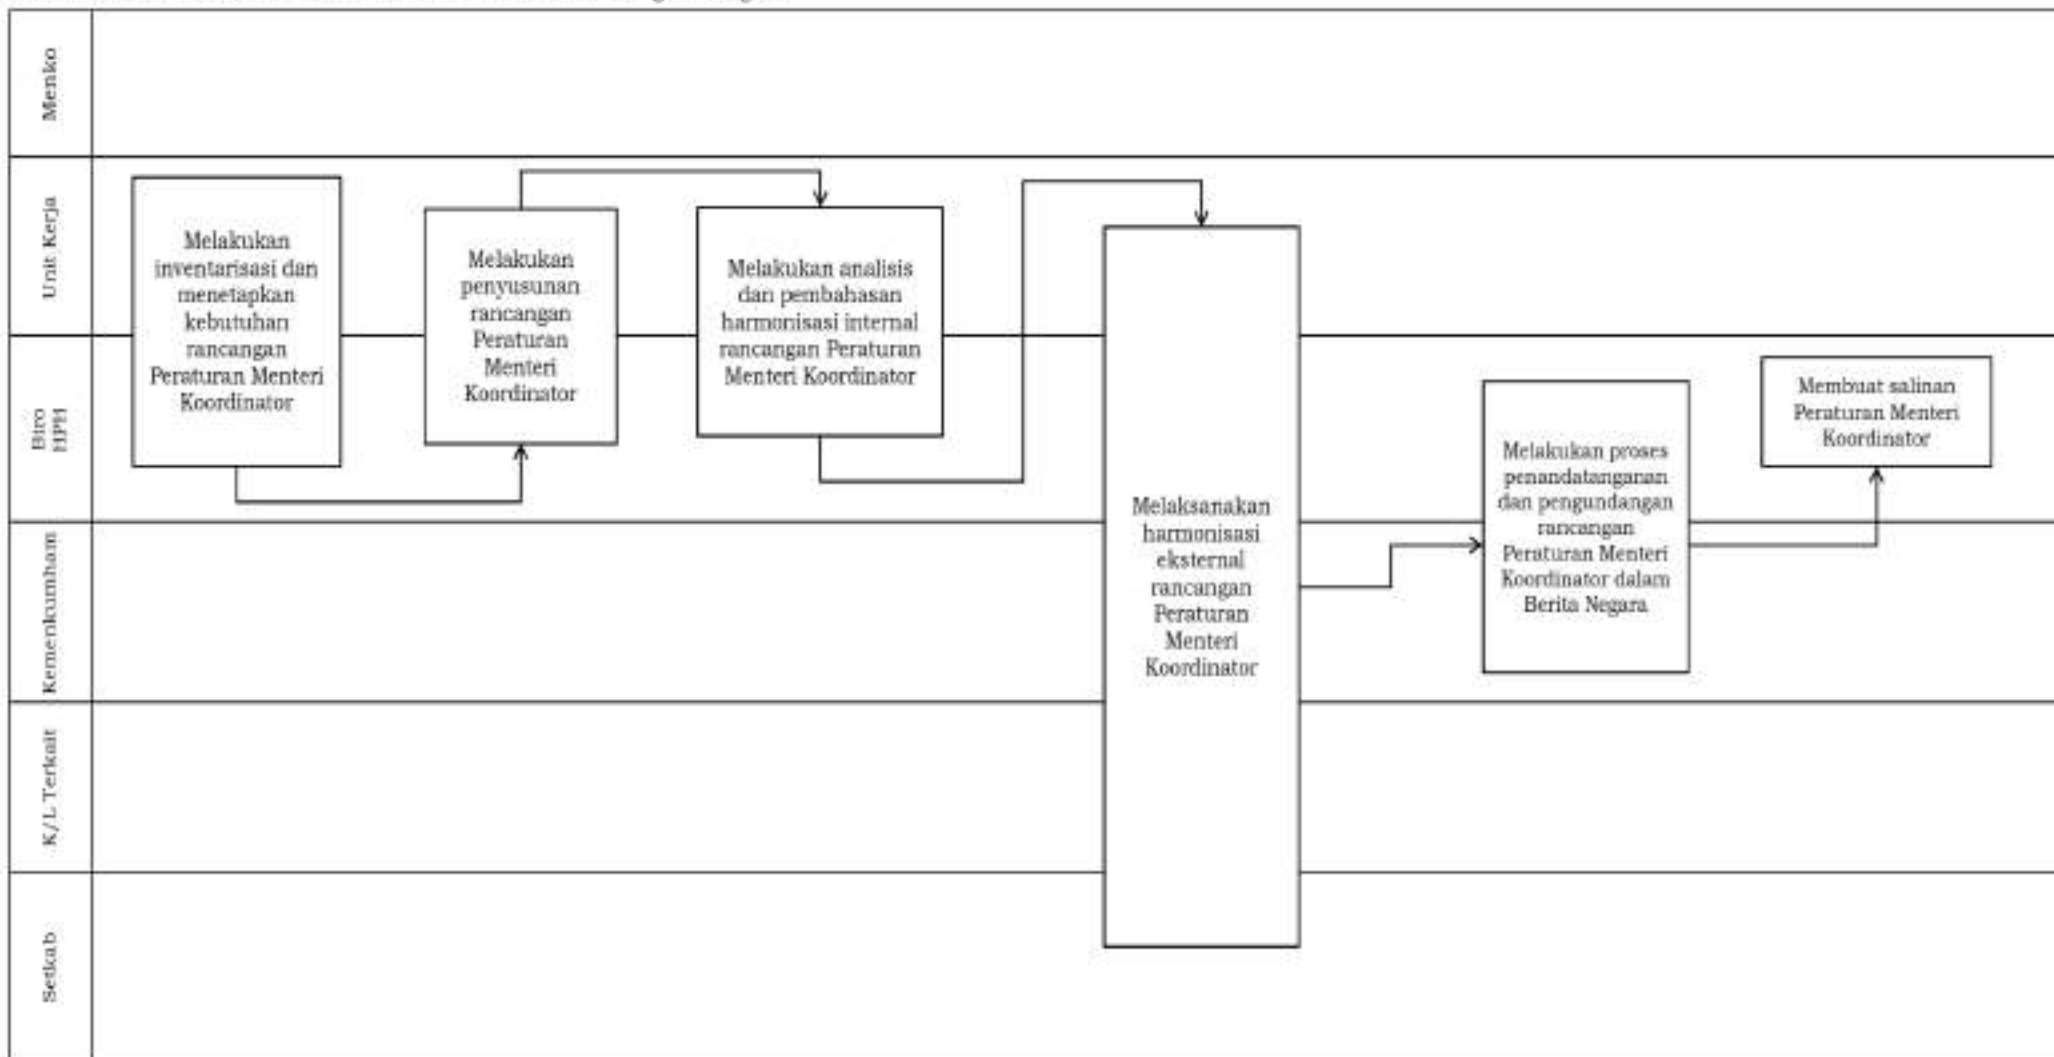 Menko
Unit Kerja
Biro
HPH
Kemenkumham
K/L Terkait
Setkab
Melakukan
inventarisasi dan
menetapkan
kebutuhan
rancangan
Peraturan Menteri
Koordinator
Melakukan
penyusunan
rancangan
Peraturan
Menteri
Koordinator
Melakukan analisis
dan pembahasan
harmonisasi internal
rancangan Peraturan
Menteri Koordinator
Melaksanakan
harmonisasi
eksternal
rancangan
Peraturan
Menteri
Koordinator
Melakukan proses
penandatanganan
dan pengundangan
rancangan
Peraturan Menteri
Koordinator dalam
Berita Negara
Membuat salinan
Peraturan Menteri
Koordinator